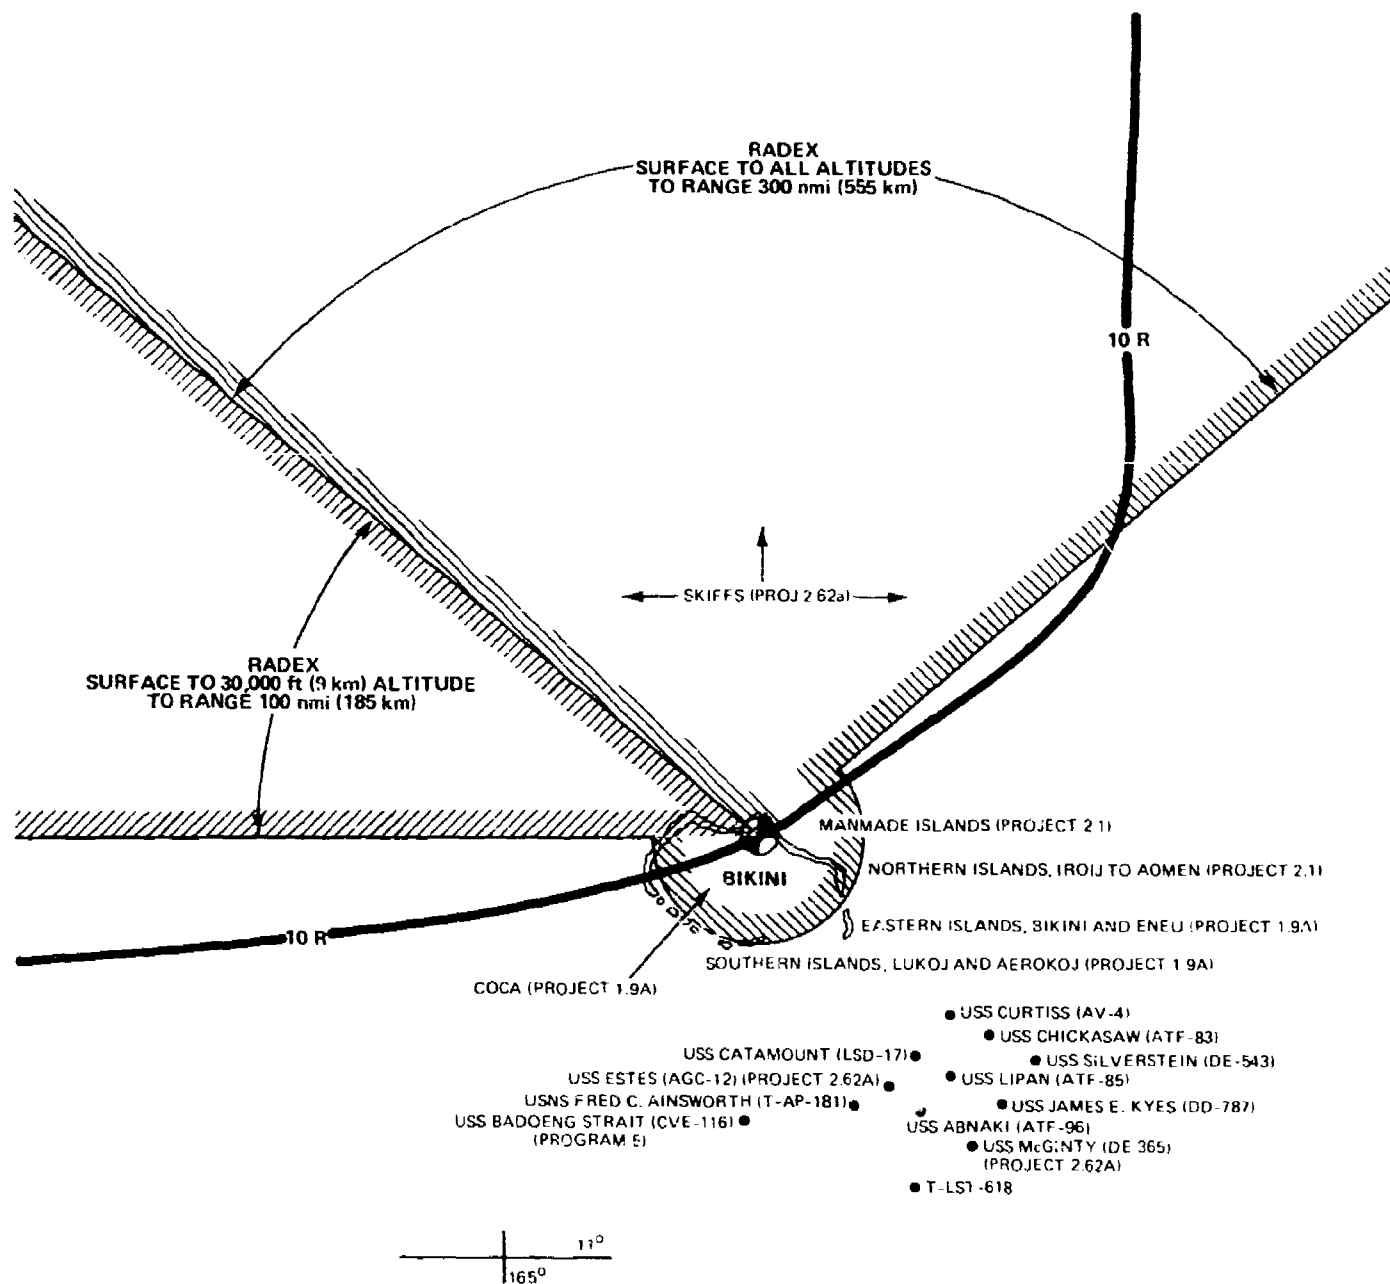 RADEX
SURFACE TO ALL ALTITUDES
TO RANGE 300 nmi (555 km)
10 R
SKIFFS (PROJ 2 62a)
RADEX
SURFACE TO 30,000 ft (9 km) ALTITUDE
TO RANGE 100 nmi (185 km)
MANMADE ISLANDS (PROJECT 2 1)
NORTHERN ISLANDS, IROIJ TO AOMEN (PROJECT 2.1)
BIKINI
EASTERN ISLANDS, BIKINI AND ENEU (PROJECT 1.9A)
10 R
SOUTHERN ISLANDS, LUKOJ AND AEROKOJ (PROJECT 1 9A)
COCA (PROJECT 1.9A)
USS CURTISS (AV-4)
USS CHICKASAW (ATF-83)
USS CATAMOUNT (LSD-17)
USS SILVERSTEIN (DE-543)
USS ESTES (AGC-12) (PROJECT 2.62A)
USS LIPAN (ATF-85)
USNS FRED C. AINSWORTH (T-AP-181)
USS JAMES E. KYES (DD-787)
USS BADOENG STRAIT (CVE-116)
(PROGRAM 5)
USS ABNAKI (ATF-96)
USS McGINTY (DE 365)
(PROJECT 2.62A)
T-LST-618
11°
165°